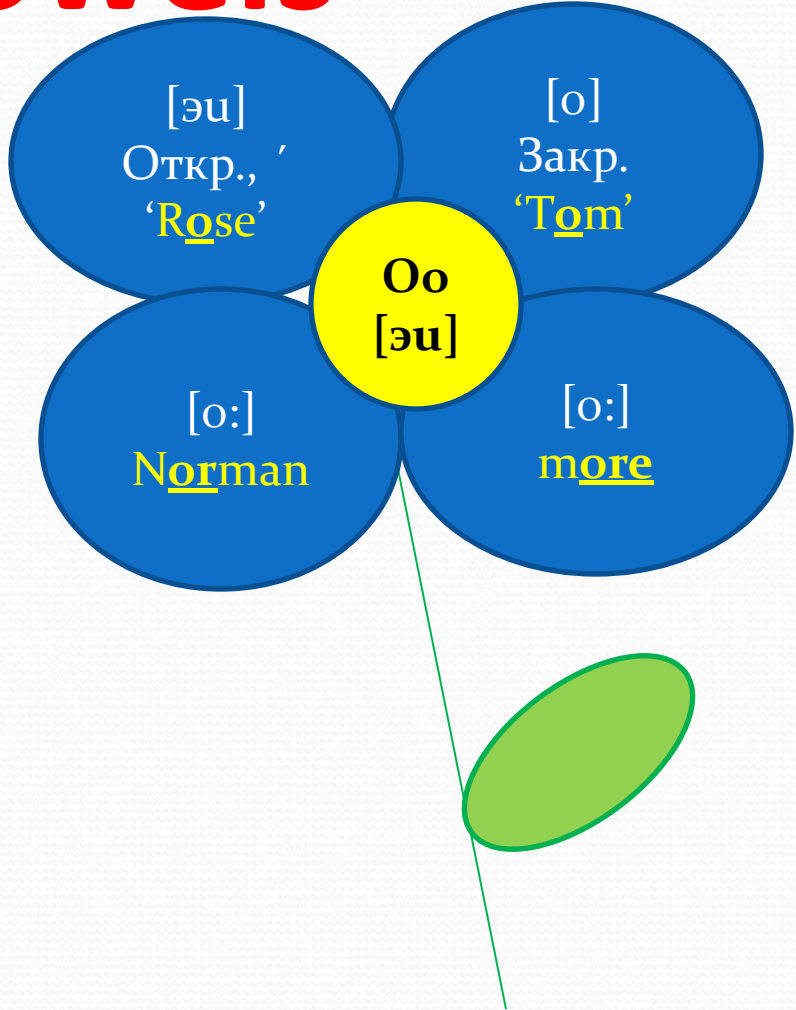 [эu]
Откр., ´
‘Rose’
[o]
Закр.
‘Tom’
Oo
[эu]
[o:]
Norman
[o:]
more